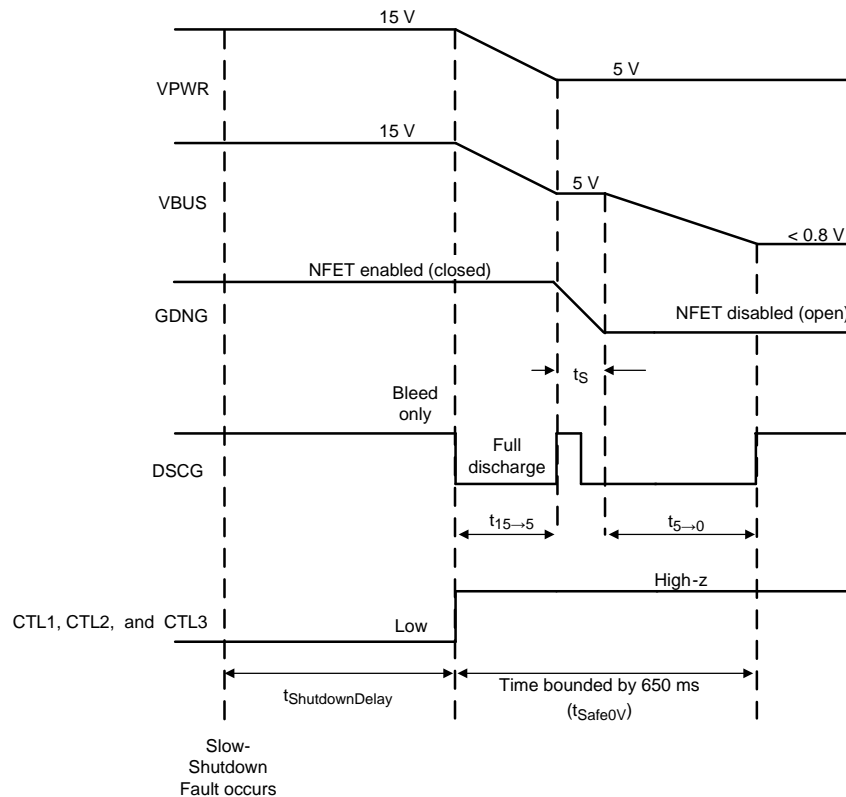 15 V
5 V
VPWR
15 V
5 V
VBUS
< 0.8 V
NFET enabled (closed)
GDNG
NFET disabled (open)
tS
Bleed
only
Full
discharge
DSCG
t15→5
t5→0
High-z
CTL1, CTL2, and CTL3
Low
tShutdownDelay
Time bounded by 650 ms
(tSafe0V)
Slow-
Shutdown
Fault occurs